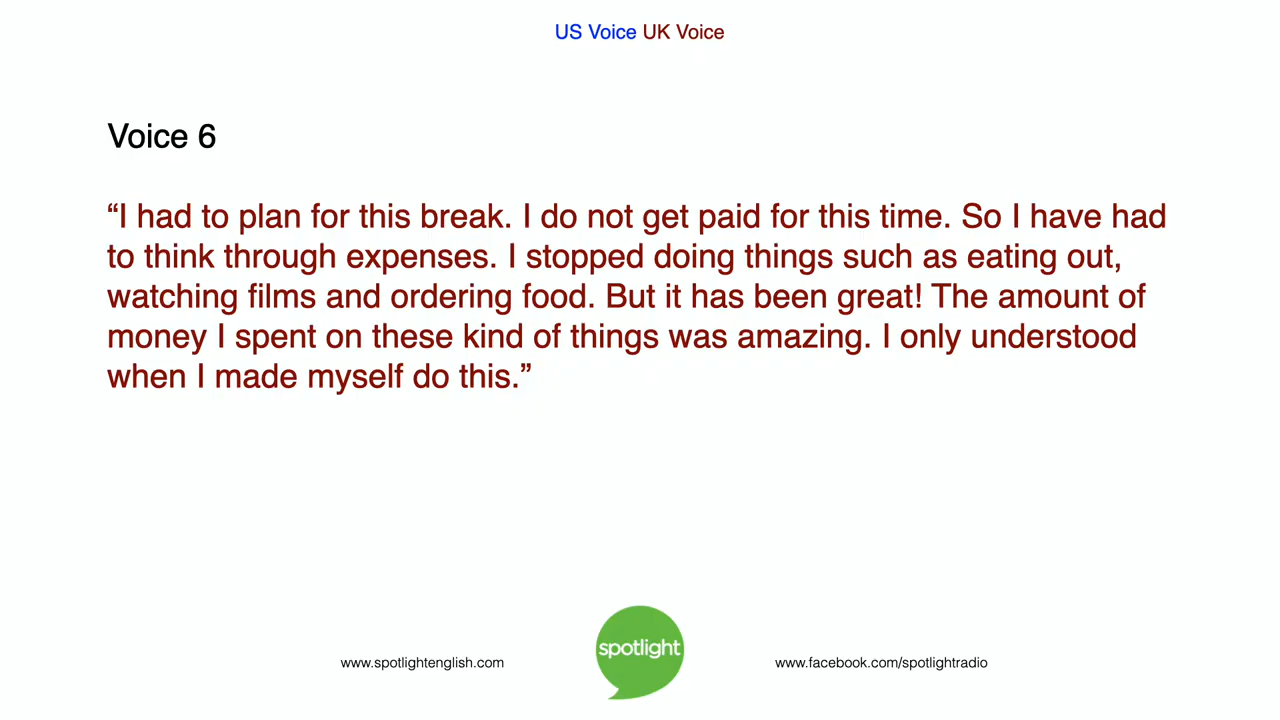 US Voice UK Voice
Voice 6
“I had to plan for this break. I do not get paid for this time. So I have had
to think through expenses. I stopped doing things such as eating out,
watching films and ordering food. But it has been great! The amount of
money I spent on these kind of things was amazing. I only understood
when I made myself do this.”
www.spotlightenglish.com
spotlight
www.facebook.com/spotlightradio